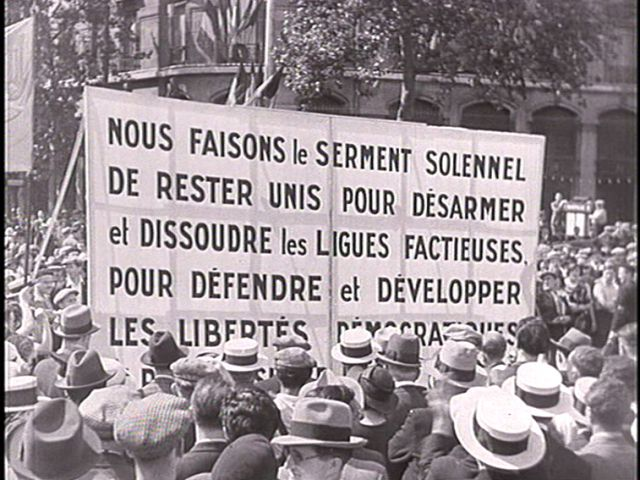 NOUS FAISONS le SERMENT SOLENNEL
DE RESTER UNIS POUR DÉSARMER
et DISSOUDRE les LIGUES FACTIEUSES.
POUR DÉFENDRE et DÉVELOPPER
LES LIBERTÉS DÉMOCRATIQUES